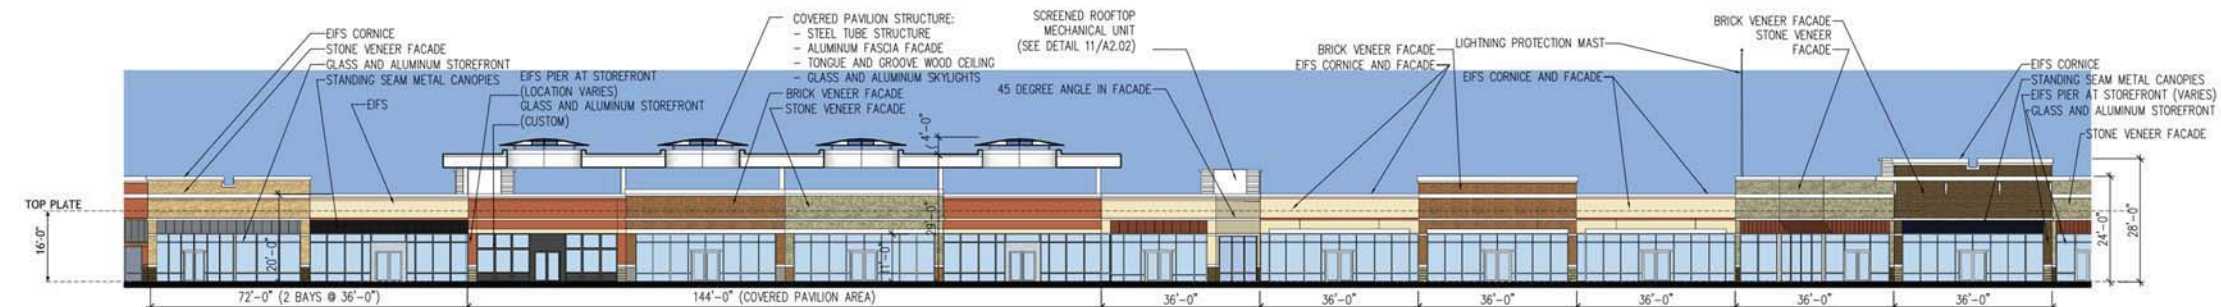 EIFS CORNICE
STONE VENEER FACADE
GLASS AND ALUMINUM STOREFRONT
STANDING SEAM METAL CANOPIES
EIFS
EIFS PIER AT STOREFRONT
(LOCATION VARIES)
GLASS AND ALUMINUM STOREFRONT
(CUSTOM)
COVERED PAVILION STRUCTURE:
- STEEL TUBE STRUCTURE
- ALUMINUM FASCIA FACADE
- TONGUE AND GROOVE WOOD CEILING
- GLASS AND ALUMINUM SKYLIGHTS
BRICK VENEER FACADE
STONE VENEER FACADE
SCREENED ROOFTOP
MECHANICAL UNIT
(SEE DETAIL 11/A2.02)
45 DEGREE ANGLE IN FACADE
BRICK VENEER FACADE
EIFS CORNICE AND FACADE
LIGHTNING PROTECTION MAST
EIFS CORNICE AND FACADE
BRICK VENEER FACADE
STONE VENEER
FACADE
EIFS CORNICE
STANDING SEAM METAL CANOPIES
EIFS PIER AT STOREFRONT (VARIES)
GLASS AND ALUMINUM STOREFRONT
STONE VENEER FACADE
TOP PLATE
16'-0"
20'-0"
29'-0"
11'-0"
24'-0"
28'-0"
72'-0" (2 BAYS @ 36'-0")
144'-0" (COVERED PAVILION AREA)
36'-0"
36'-0"
36'-0"
36'-0"
36'-0"
36'-0"